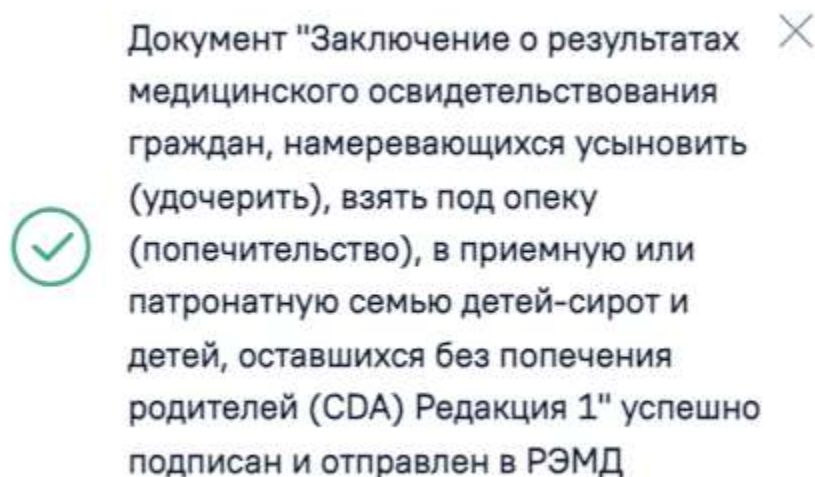 Документ "Заключение о результатах
медицинского освидетельствования
граждан, намеревающихся усыновить
(удочерить), взять под опеку
(попечительство), в приемную или
патронатную семью детей-сирот и
детей, оставшихся без попечения
родителей (CDA) Редакция 1" успешно
подписан и отправлен в РЭМД